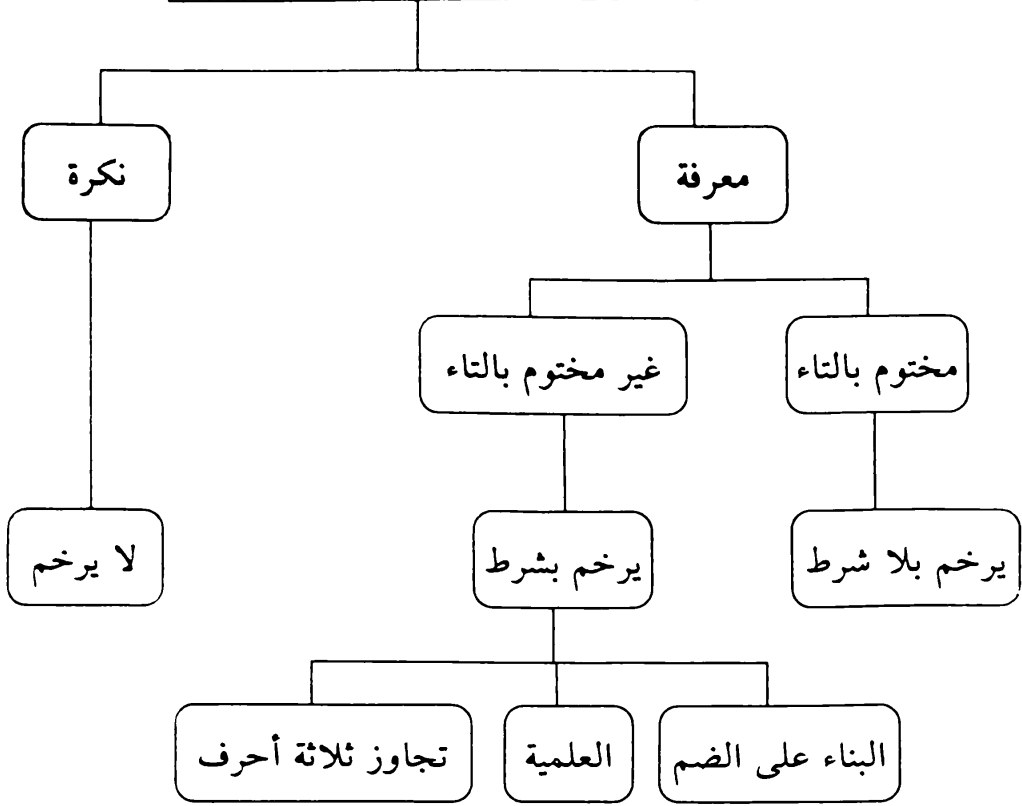 معرفة
نكرة
مختوم بالتاء
غير مختوم بالتاء
يرخم بلا شرط
يرخم بشرط
لا يرخم
البناء على الضم
العلمية
تجاوز ثلاثة أحرف